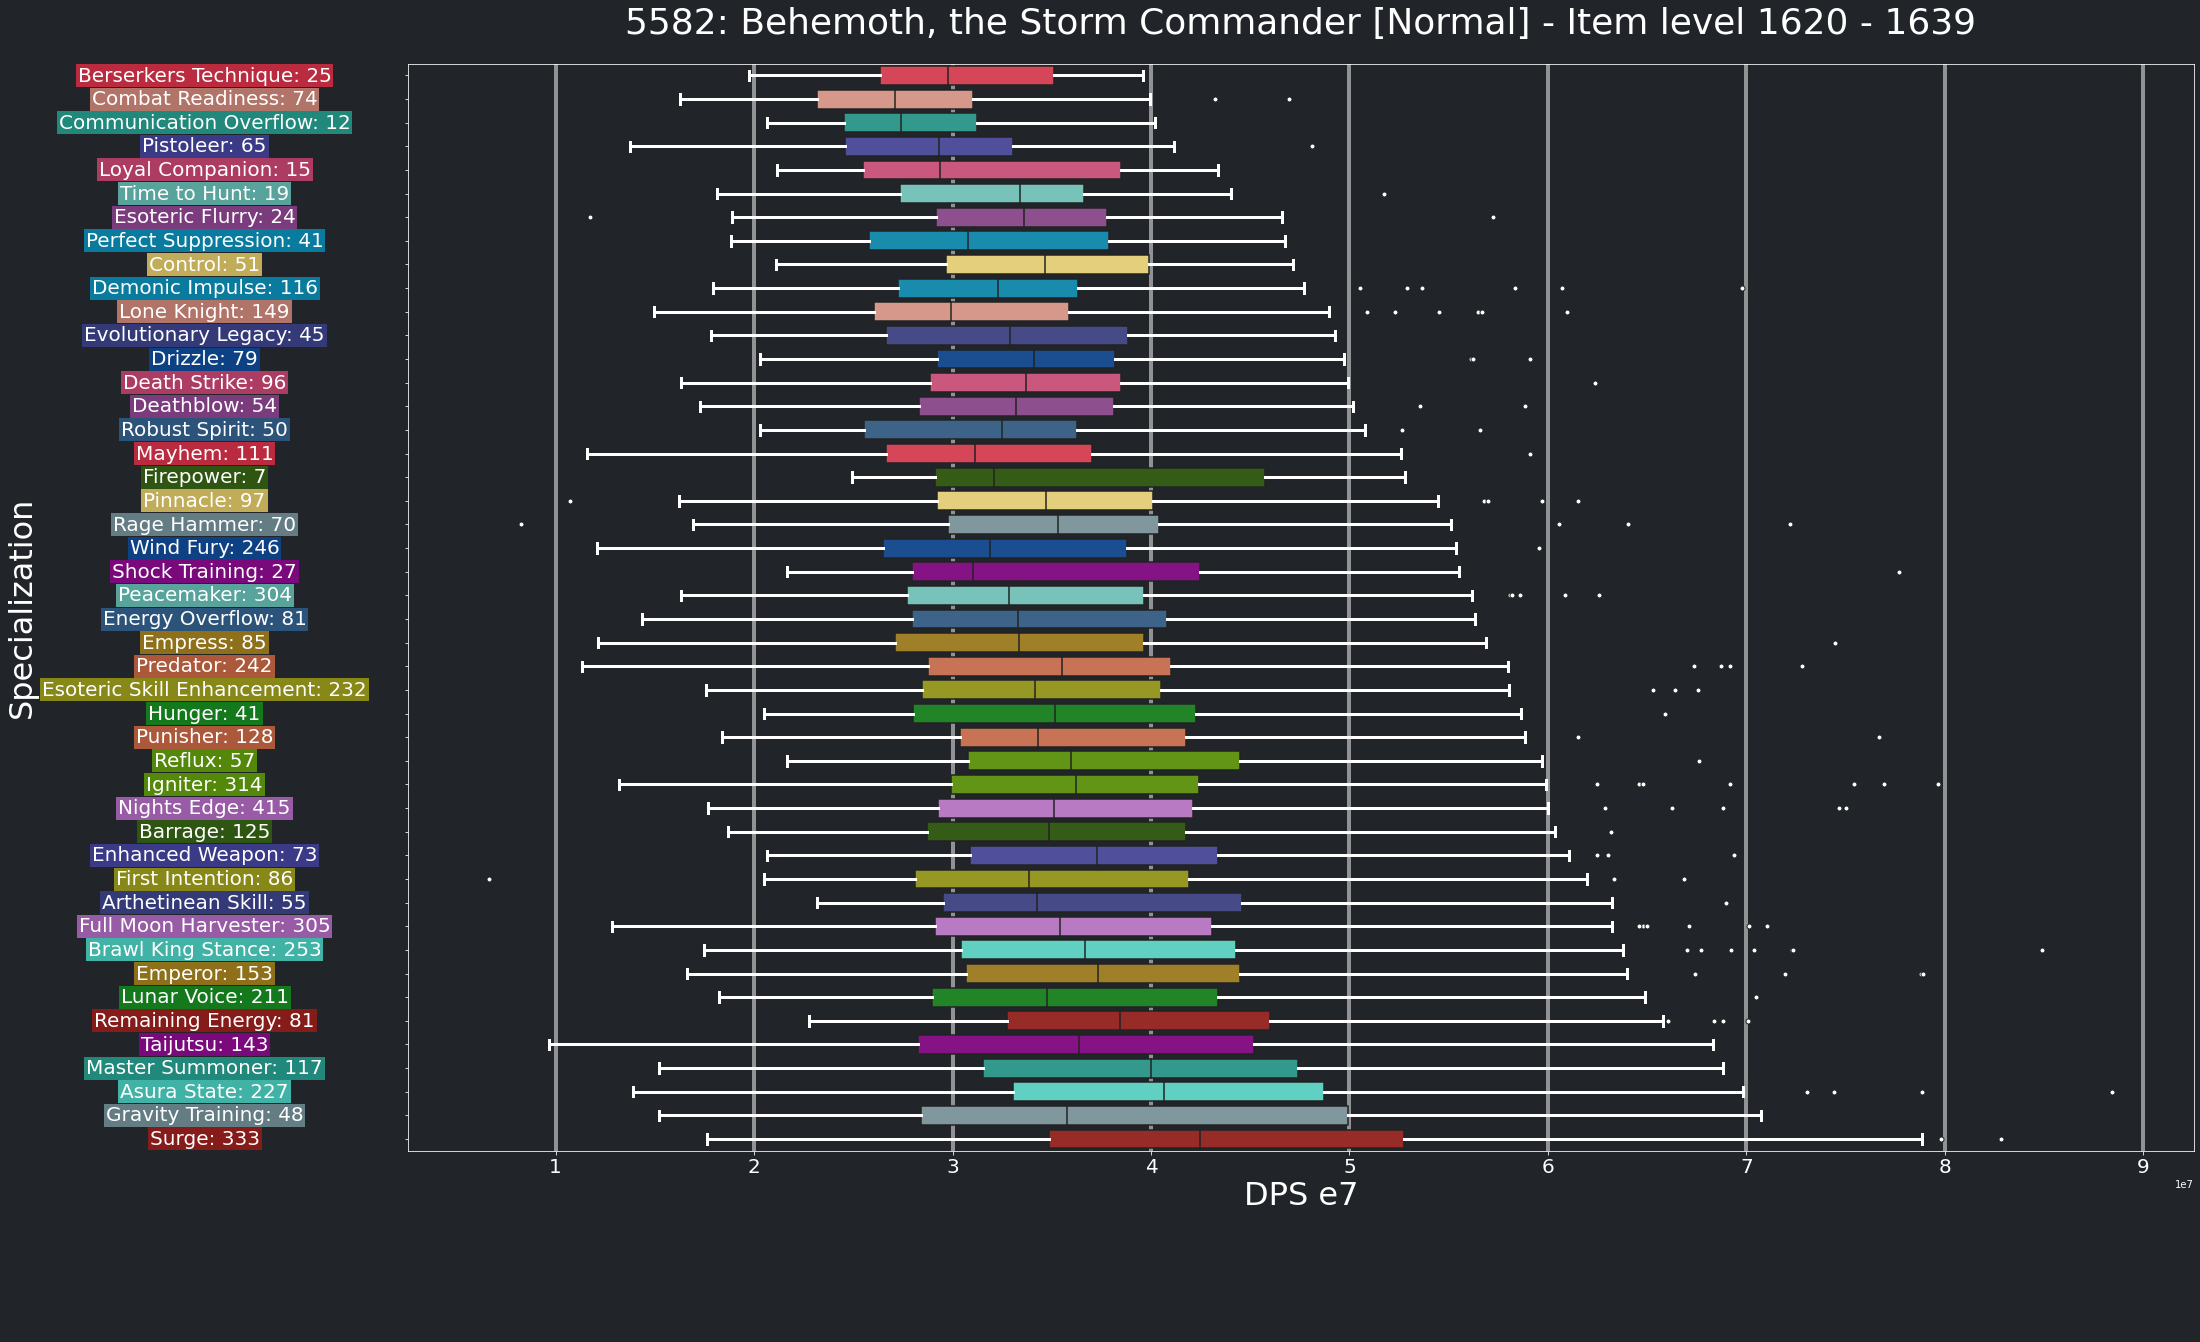 5582: Behemoth, the Storm Commander [Normal] - Item level 1620 - 1639
Specialization
Berserkers Technique: 25
Combat Readiness: 74
Communication Overflow: 12
Pistoleer: 65
Loyal Companion: 15
Time to Hunt: 19
Esoteric Flurry: 24
Perfect Suppression: 41
Control: 51
Demonic Impulse: 116
Lone Knight: 149
Evolutionary Legacy: 45
Drizzle: 79
Death Strike: 96
Deathblow: 54
Robust Spirit: 50
Mayhem: 111
Firepower: 7
Pinnacle: 97
Rage Hammer: 70
Wind Fury: 246
Shock Training: 27
Peacemaker: 304
Energy Overflow: 81
Empress: 85
Predator: 242
Esoteric Skill Enhancement: 232
Hunger: 41
Punisher: 128
Reflux: 57
Igniter: 314
Nights Edge: 415
Barrage: 125
Enhanced Weapon: 73
First Intention: 86
Arthetinean Skill: 55
Full Moon Harvester: 305
Brawl King Stance: 253
Emperor: 153
Lunar Voice: 211
Remaining Energy: 81
Taijutsu: 143
Master Summoner: 117
Asura State: 227
Gravity Training: 48
Surge: 333
1 2 3 4 5 6 7 8 9
1e7
DPS e7